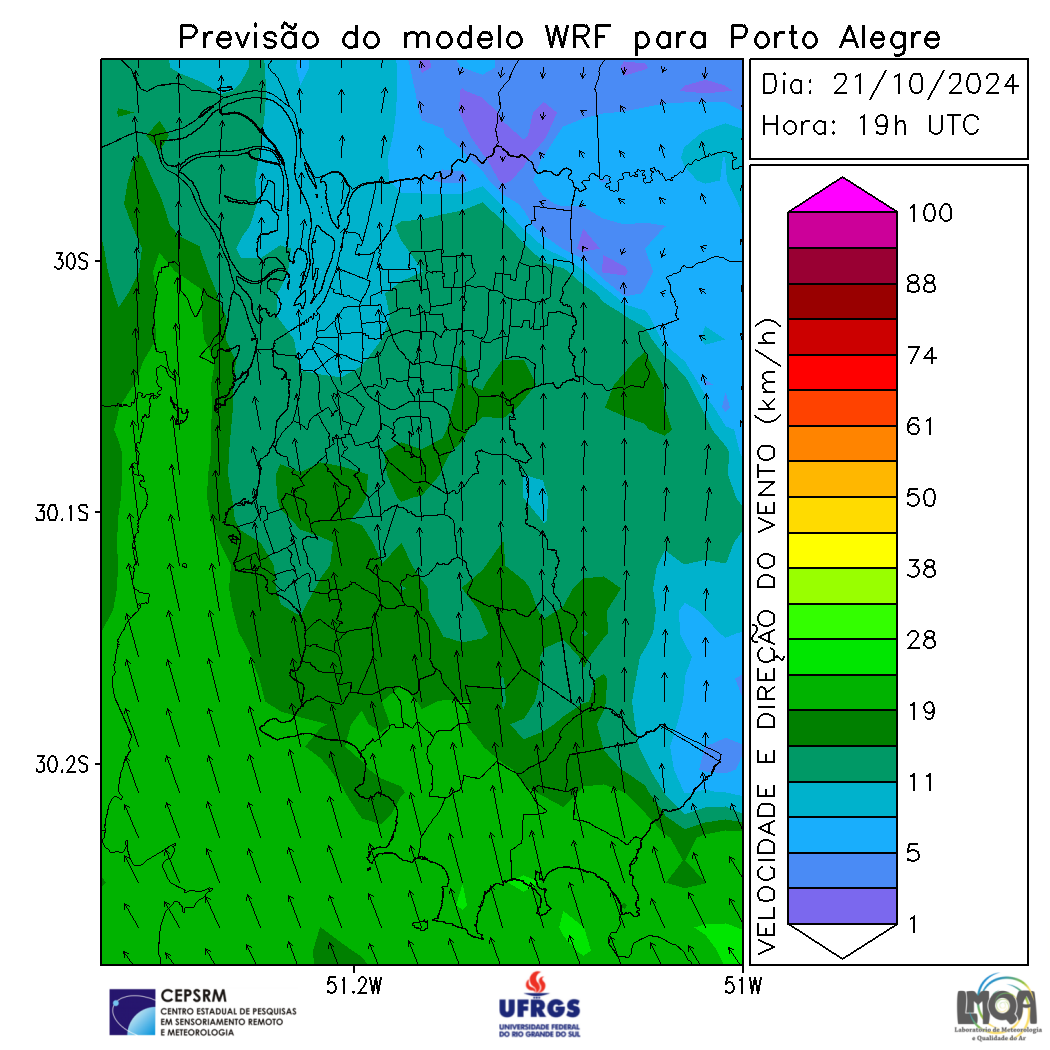 Previsão do modelo WRF para Porto Alegre
Dia: 21/10/2024
Hora: 19h UTC
30S
30.1S
30.2S
51.2W
51W
VELOCIDADE E DIREÇÃO DO VENTO (km/h)
100
88
74
61
50
38
28
19
11
5
1
CEPSRM
CENTRO ESTADUAL DE PESQUISAS
EM SENSORIAMENTO REMOTO
E METEOROLOGIA
UFRGS
UNIVERSIDADE FEDERAL
DO RIO GRANDE DO SUL
LMQA
Laboratório de Meteorologia
e Qualidade do Ar